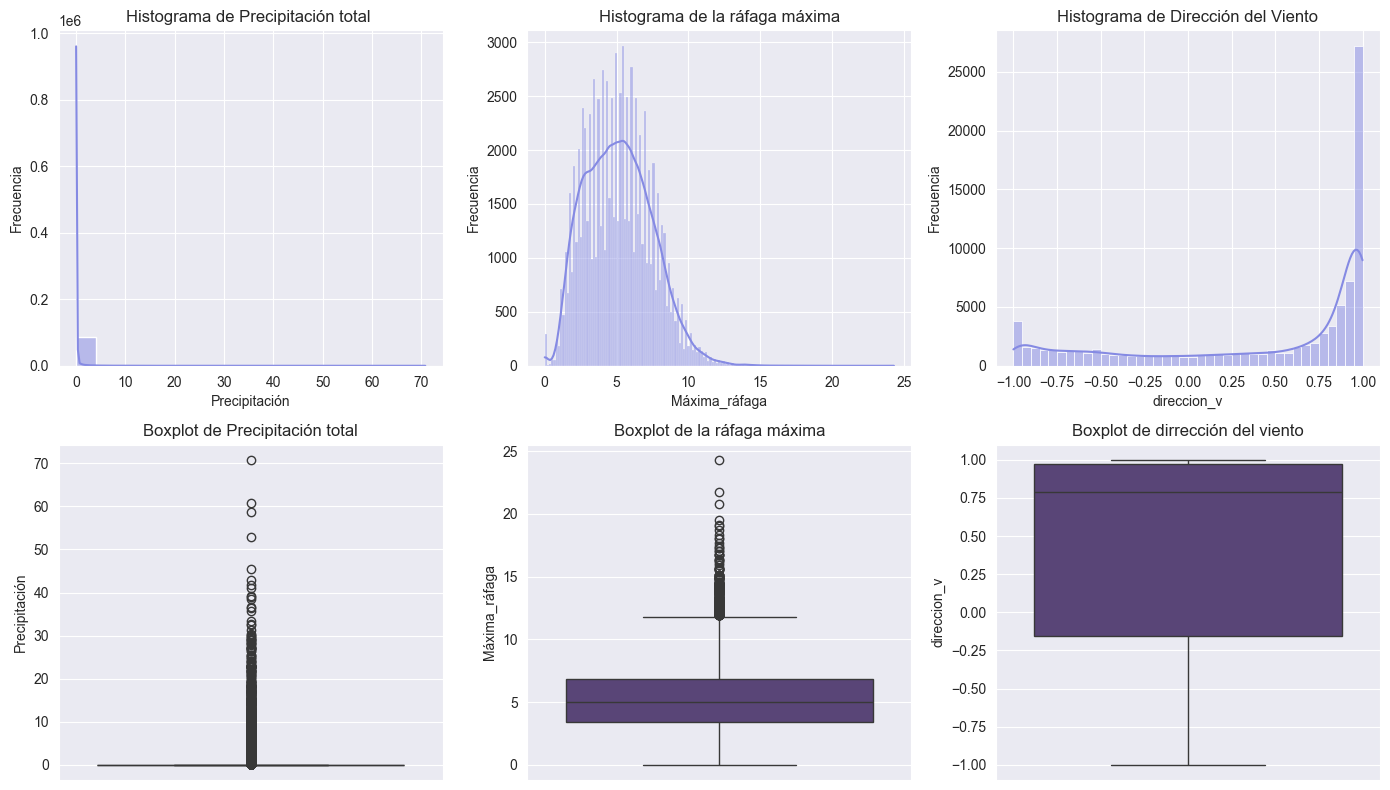 Histograma de Precipitación total
1e6
1.0
0.8
0.6
0.4
0.2
0.0
Frecuencia
0 10 20 30 40 50 60 70
Precipitación
Histograma de la ráfaga máxima
3000
2500
2000
1500
1000
500
0
Frecuencia
0 5 10 15 20 25
Máxima_ráfaga
Histograma de Dirección del Viento
25000
20000
15000
10000
5000
0
Frecuencia
−1.00 −0.75 −0.50 −0.25 0.00 0.25 0.50 0.75 1.00
direccion_v
Boxplot de Precipitación total
70
60
50
40
30
20
10
0
Precipitación
Boxplot de la ráfaga máxima
25
20
15
10
5
0
Máxima_ráfaga
Boxplot de dirrección del viento
1.00
0.75
0.50
0.25
0.00
−0.25
−0.50
−0.75
−1.00
direccion_v